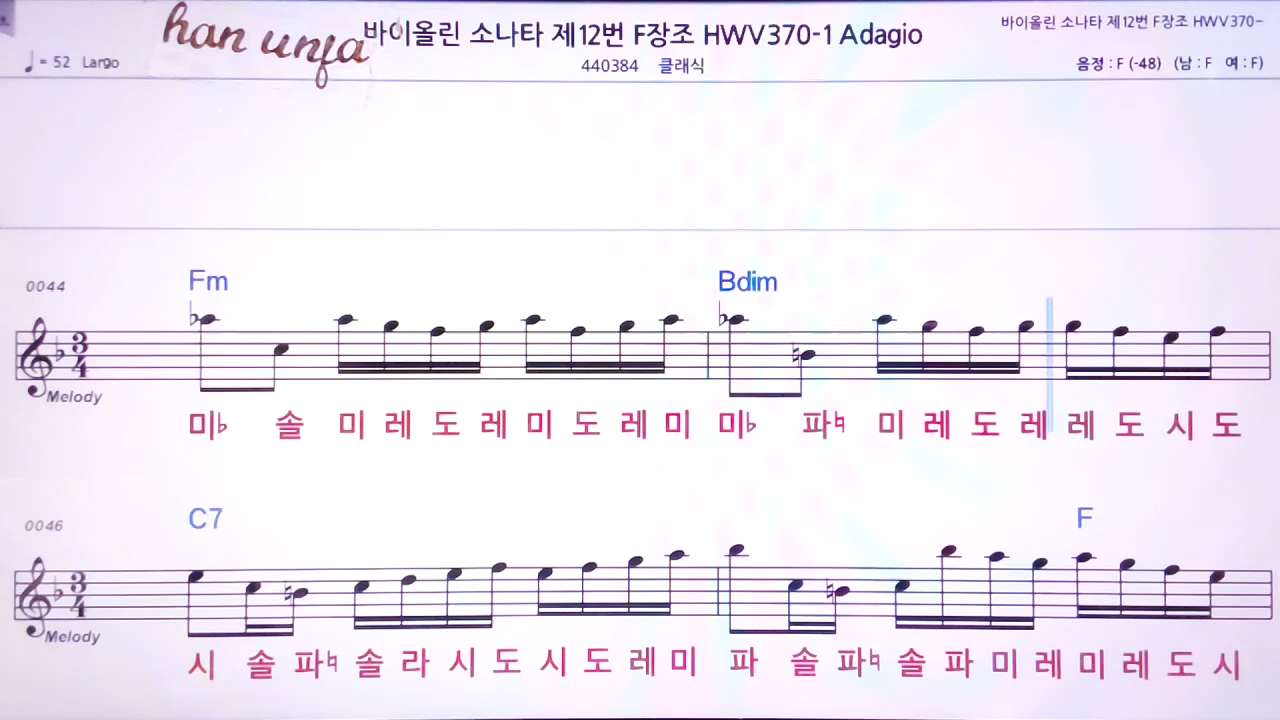 han unja 바이올린 소나타 제12번 F장조 HWV370-1 Adagio
바이올린 소나타 제12번 F장조 HWV370-
♩= 52 Largo
440384 클래식
음정 : F (-48) (남 : F 여 : F)
0044
Fm Bdim
3 4
Melody
미♭ 솔 미 레 도 레 미 도 레 미 미♭ 파♮ 미 레 도 레 레 도 시 도
0046
C7 F
3 4
Melody
시 솔 파♮ 솔 라 시 도 시 도 레 미 파 솔 파♮ 솔 파 미 레 미 레 도 시